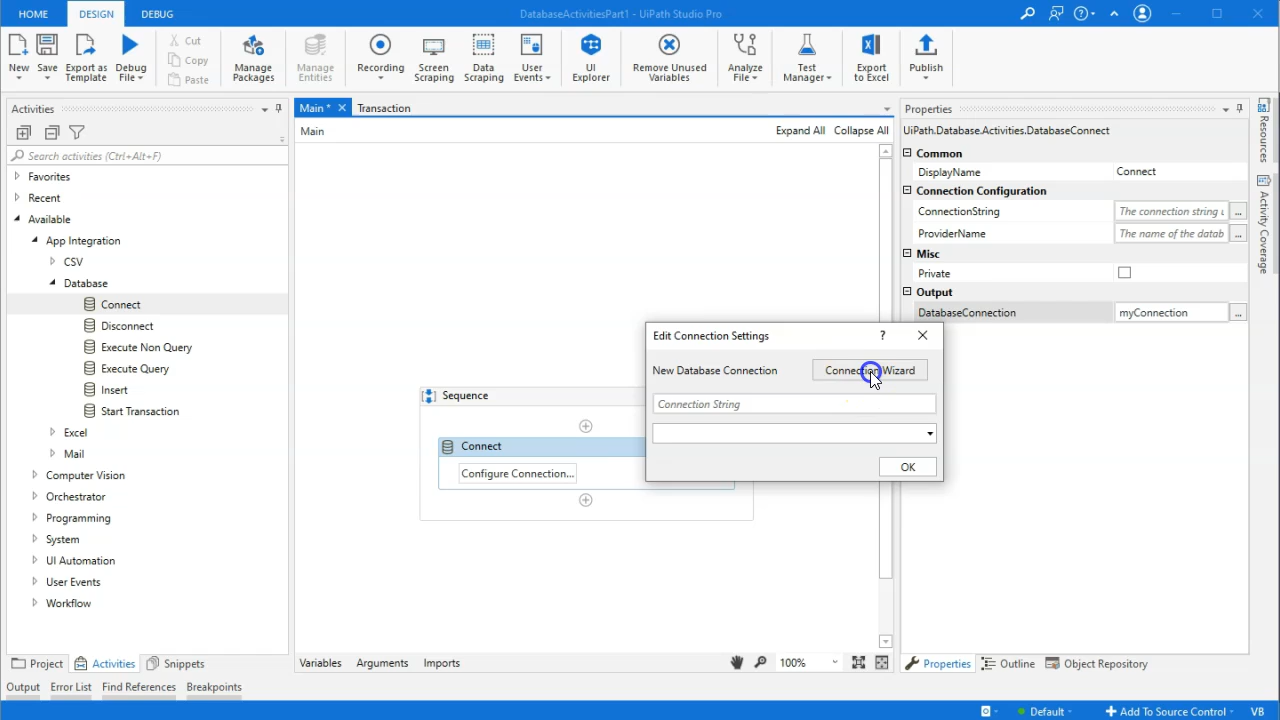 HOME DESIGN DEBUG DatabaseActivitiesPart1 - UiPath Studio Pro
New Save Export as Template Debug File Cut Copy Paste Manage Packages Manage Entities Recording Screen Scraping Data Scraping User Events UI Explorer Remove Unused Variables Analyze File Test Manager Export to Excel Publish
Activities
Search activities (Ctrl+Alt+F)
Favorites
Recent
Available
App Integration
CSV
Database
Connect
Disconnect
Execute Non Query
Execute Query
Insert
Start Transaction
Excel
Mail
Computer Vision
Orchestrator
Programming
System
UI Automation
User Events
Workflow
Project Activities Snippets
Main * Transaction
Main Expand All Collapse All
Sequence
Connect
Configure Connection...
Edit Connection Settings ?
New Database Connection Connection Wizard
Connection String
OK
Variables Arguments Imports 100%
Properties
UiPath.Database.Activities.DatabaseConnect
Common
DisplayName Connect
Connection Configuration
ConnectionString The connection string u ...
ProviderName The name of the datab ...
Misc
Private
Output
DatabaseConnection myConnection ...
Properties Outline Object Repository
Resources
Activity Coverage
Output Error List Find References Breakpoints
Default Add To Source Control VB